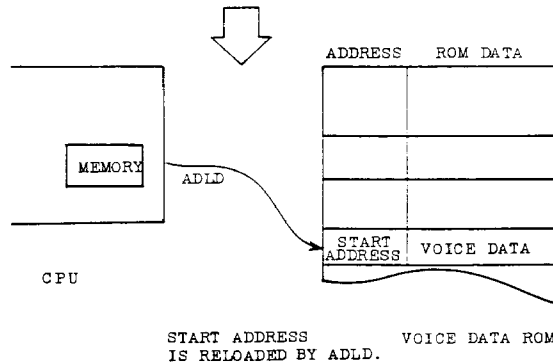 ADDRESS ROM DATA
MEMORY
ADLD
START
ADDRESS
VOICE DATA
CPU
START ADDRESS
IS RELOADED BY ADLD.
VOICE DATA ROM